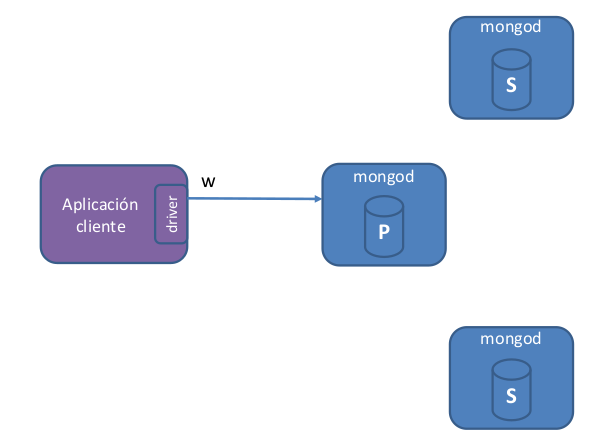 mongod
S
Aplicación
cliente
driver
w
mongod
P
mongod
S